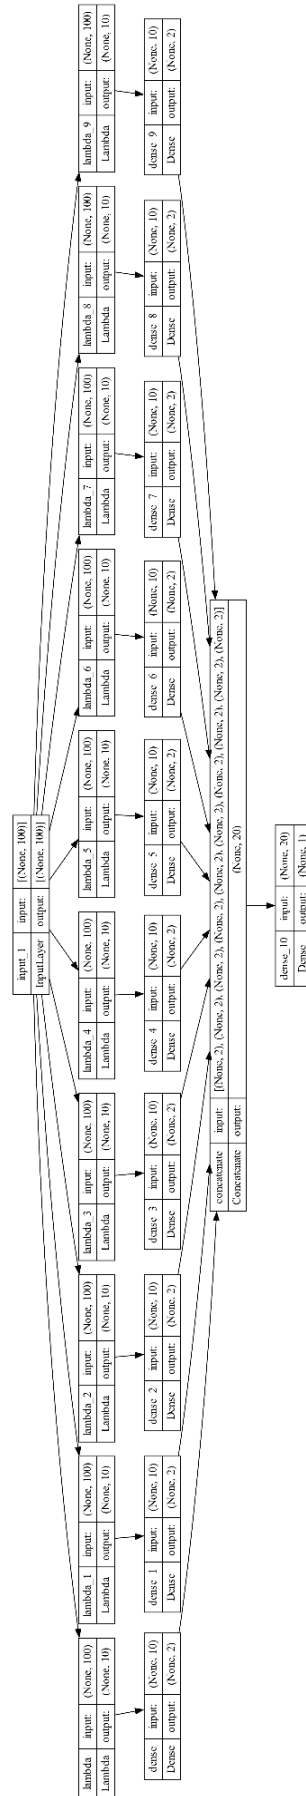 input_1 input: [(None, 100)]
InputLayer output: [(None, 100)]
lambda input: (None, 100)
Lambda output: (None, 10)
lambda_1 input: (None, 100)
Lambda output: (None, 10)
lambda_2 input: (None, 100)
Lambda output: (None, 10)
lambda_3 input: (None, 100)
Lambda output: (None, 10)
lambda_4 input: (None, 100)
Lambda output: (None, 10)
lambda_5 input: (None, 100)
Lambda output: (None, 10)
lambda_6 input: (None, 100)
Lambda output: (None, 10)
lambda_7 input: (None, 100)
Lambda output: (None, 10)
lambda_8 input: (None, 100)
Lambda output: (None, 10)
lambda_9 input: (None, 100)
Lambda output: (None, 10)
dense input: (None, 10)
Dense output: (None, 2)
dense_1 input: (None, 10)
Dense output: (None, 2)
dense_2 input: (None, 10)
Dense output: (None, 2)
dense_3 input: (None, 10)
Dense output: (None, 2)
dense_4 input: (None, 10)
Dense output: (None, 2)
dense_5 input: (None, 10)
Dense output: (None, 2)
dense_6 input: (None, 10)
Dense output: (None, 2)
dense_7 input: (None, 10)
Dense output: (None, 2)
dense_8 input: (None, 10)
Dense output: (None, 2)
dense_9 input: (None, 10)
Dense output: (None, 2)
concatenate input: [(None, 2), (None, 2), (None, 2), (None, 2), (None, 2), (None, 2), (None, 2), (None, 2), (None, 2), (None, 2)]
Concatenate output: (None, 20)
dense_10 input: (None, 20)
Dense output: (None, 1)